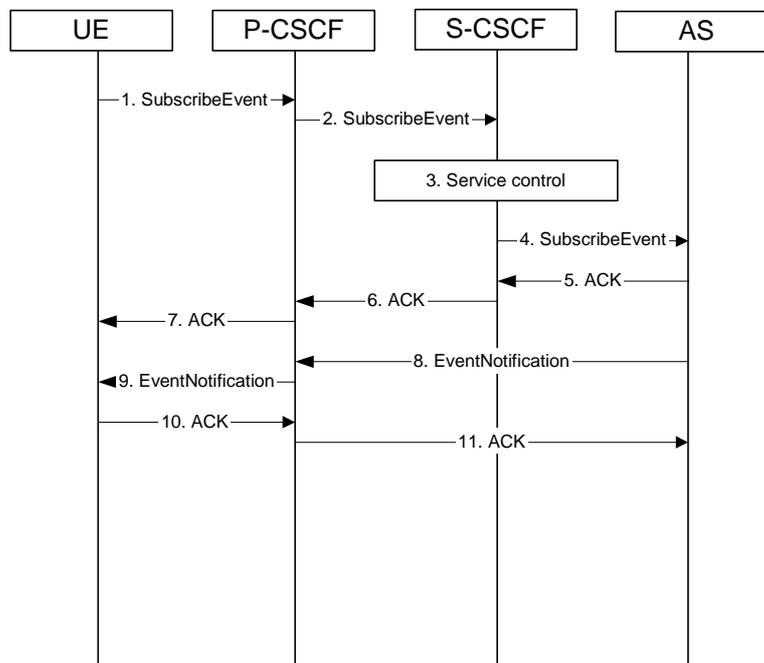 UE
P-CSCF
S-CSCF
AS
1. SubscribeEvent
2. SubscribeEvent
3. Service control
4. SubscribeEvent
5. ACK
6. ACK
7. ACK
8. EventNotification
9. EventNotification
10. ACK
11. ACK